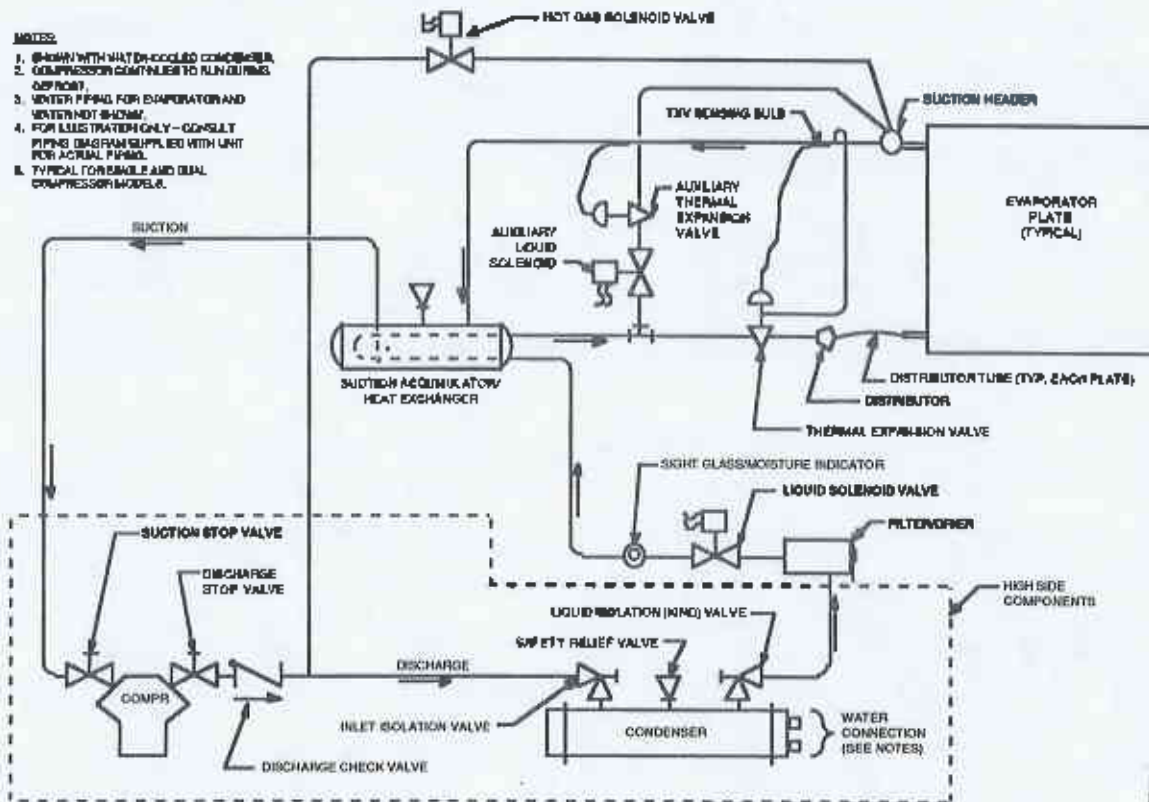 HOT GAS SOLENOID VALVE
NOTES:
1. SHOWN WITH WATER-COOLED CONDENSER.
2. COMPRESSOR CONTINUES TO RUN DURING
DEFROST.
3. WATER PIPING FOR EVAPORATOR AND
WATER NOT SHOWN.
4. FOR ILLUSTRATION ONLY - CONSULT
PIPING DIAGRAM SUPPLIED WITH UNIT
FOR ACTUAL PIPING.
5. TYPICAL FOR SINGLE AND DUAL
COMPRESSOR MODELS.
SUCTION HEADER
TXV SENSING BULB
EVAPORATOR
PLATE
(TYPICAL)
AUXILIARY
THERMAL
EXPANSION
VALVE
SUCTION
AUXILIARY
LIQUID
SOLENOID
SUCTION ACCUMULATOR/
HEAT EXCHANGER
DISTRIBUTOR TUBE (TYP. EACH PLATE)
DISTRIBUTOR
THERMAL EXPANSION VALVE
SIGHT GLASS/MOISTURE INDICATOR
LIQUID SOLENOID VALVE
FILTER/DRIER
SUCTION STOP VALVE
DISCHARGE
STOP VALVE
HIGH SIDE
COMPONENTS
LIQUID ISOLATION (KING) VALVE
SAFETY RELIEF VALVE
DISCHARGE
COMPR
INLET ISOLATION VALVE
CONDENSER
WATER
CONNECTION
(SEE NOTES)
DISCHARGE CHECK VALVE